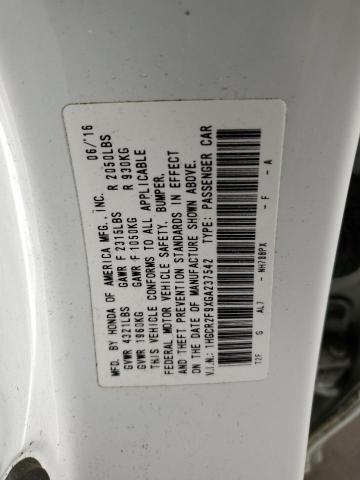 MFD. BY HONDA OF AMERICA MFG., INC. 06/16
GVWR 4321LBS GAWR F 2315LBS R 2050LBS
GVWR 1960KG GAWR F 1050KG R 930KG
THIS VEHICLE CONFORMS TO ALL APPLICABLE
FEDERAL MOTOR VEHICLE SAFETY, BUMPER,
AND THEFT PREVENTION STANDARDS IN EFFECT
ON THE DATE OF MANUFACTURE SHOWN ABOVE.
V.I.N.: 1HGCR2F9XGA237542 TYPE: PASSENGER CAR
T2F G AL7 - NH788PX - F - A